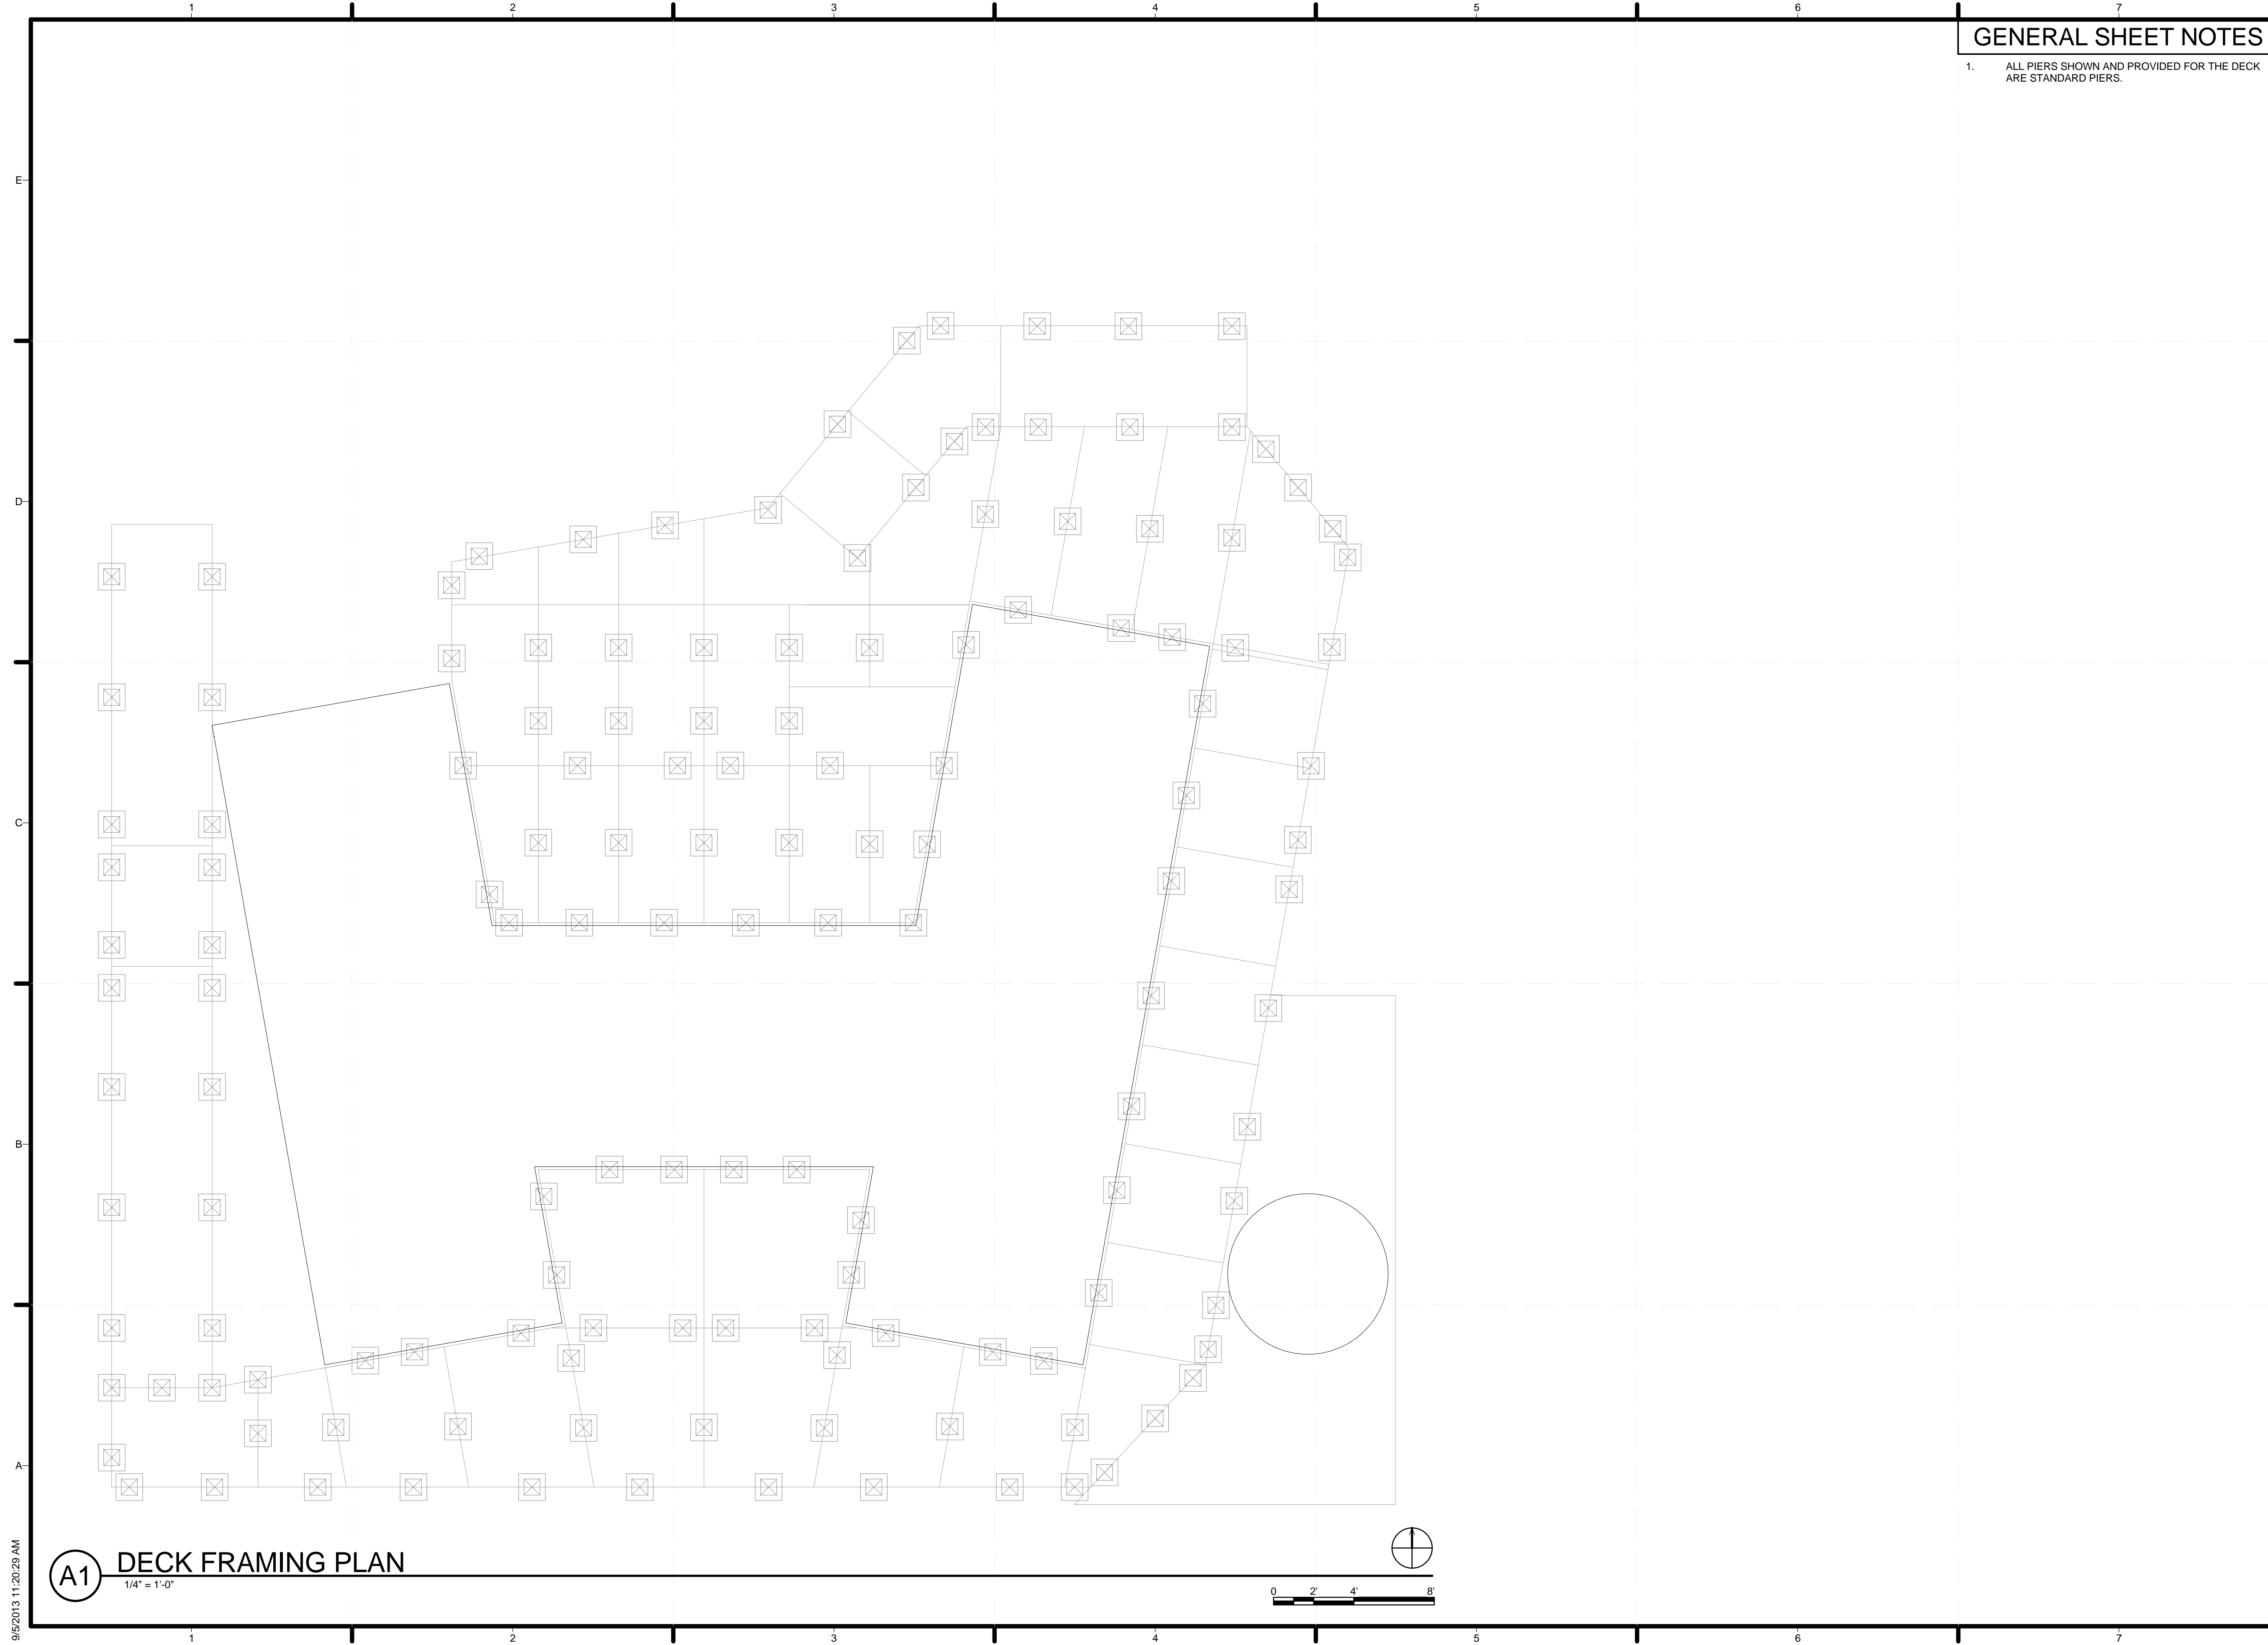 1 2 3 4 5 6 7
GENERAL SHEET NOTES
1. ALL PIERS SHOWN AND PROVIDED FOR THE DECK
ARE STANDARD PIERS.
E
D
C
B
A
A1 DECK FRAMING PLAN
1/4" = 1'-0"
0 2' 4' 8'
9/5/2013 11:20:29 AM
1 2 3 4 5 6 7